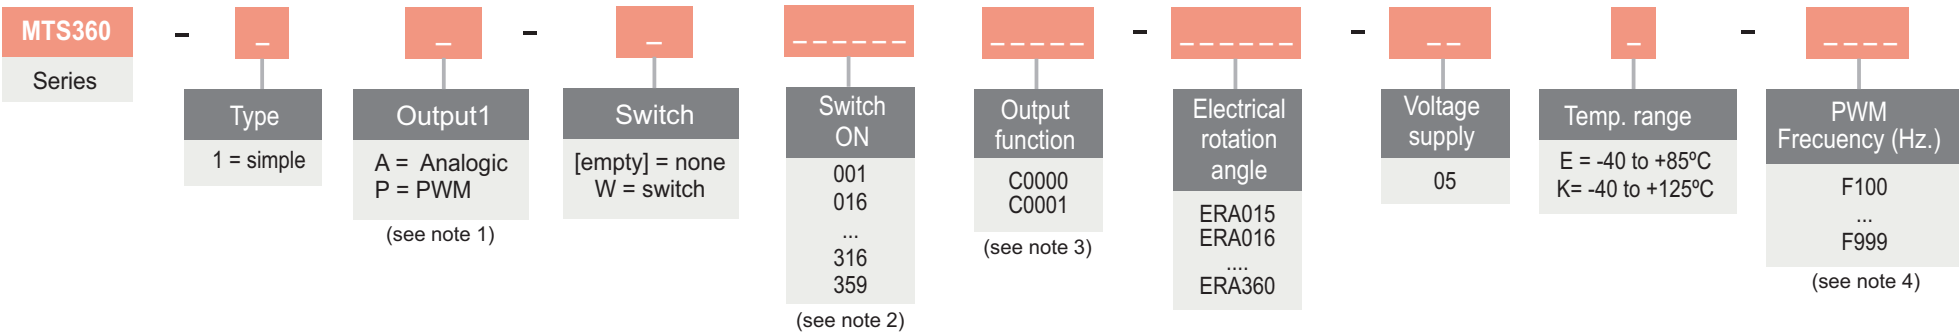 MTS360 - _ _ - _ _ _ _ _ _ _ _ _ _ _ _ - _ _ _ _ _ _ - _ _ _ - _ _ _ _
Series
Type
1 = simple
Output1
A = Analogic
P = PWM
(see note 1)
Switch
[empty] = none
W = switch
Switch
ON
001
016
...
316
359
(see note 2)
Output
function
C0000
C0001
(see note 3)
Electrical
rotation
angle
ERA015
ERA016
....
ERA360
Voltage
supply
05
Temp. range
E = -40 to +85ºC
K= -40 to +125ºC
PWM
Frecuency (Hz.)
F100
...
F999
(see note 4)